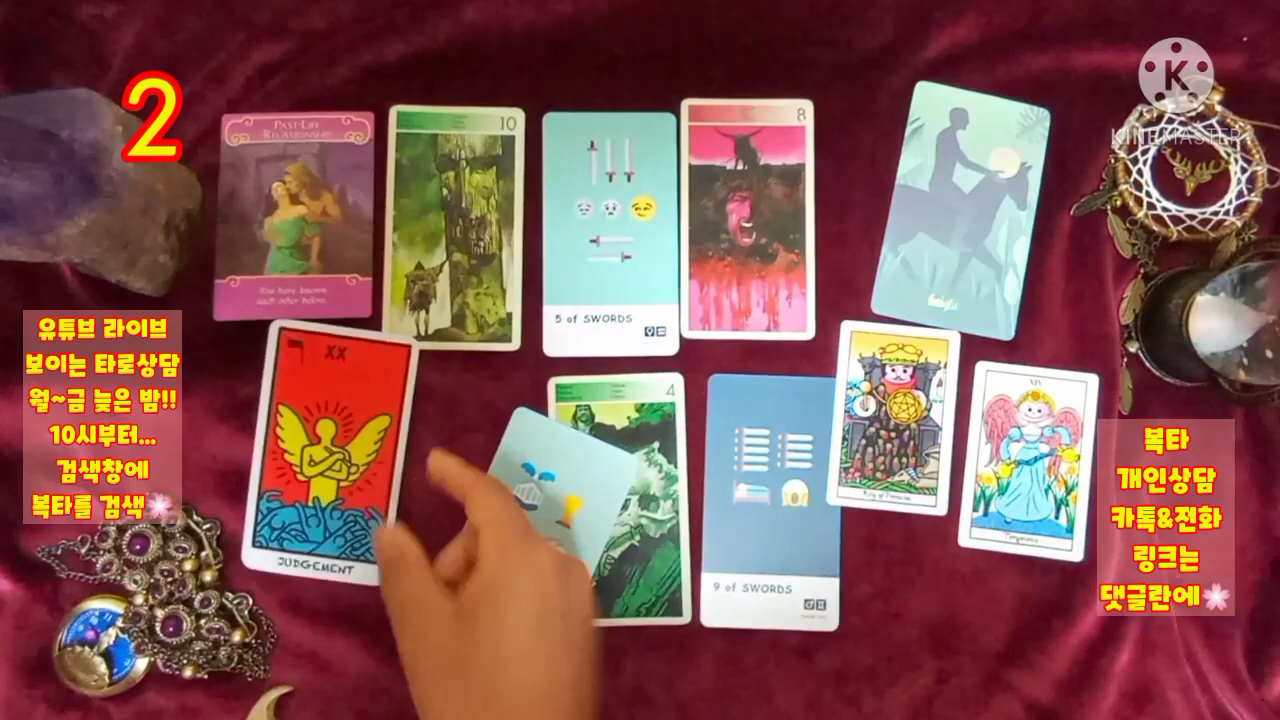 2
PAST-LIFE
RELATIONSHIP
You have known
each other before.
10
5 of SWORDS
8
Knight
K
KINEMASTER
유튜브 라이브
보이는 타로상담
월~금 늦은 밤!!
10시부터...
검색창에
복타를 검색🌸
XX
JUDGEMENT
4
9 of SWORDS
King of Pentacles
XIV
Temperance
복타
개인상담
카톡&전화
링크는
댓글란에🌸